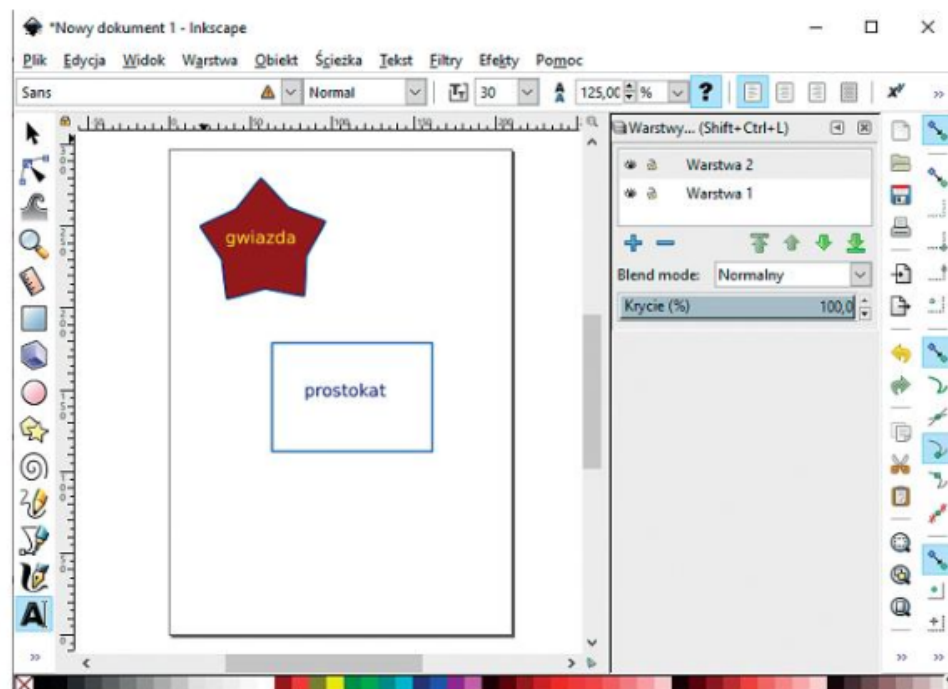 *Nowy dokument 1 - Inkscape
Plik Edycja Widok Warstwa Obiekt Ścieżka Tekst Filtry Efekty Pomoc
Sans Normal 30 125,00 %
Warstwy... (Shift+Ctrl+L)
Warstwa 2
Warstwa 1
Blend mode: Normalny
Krycie (%) 100,0
gwiazda
prostokat